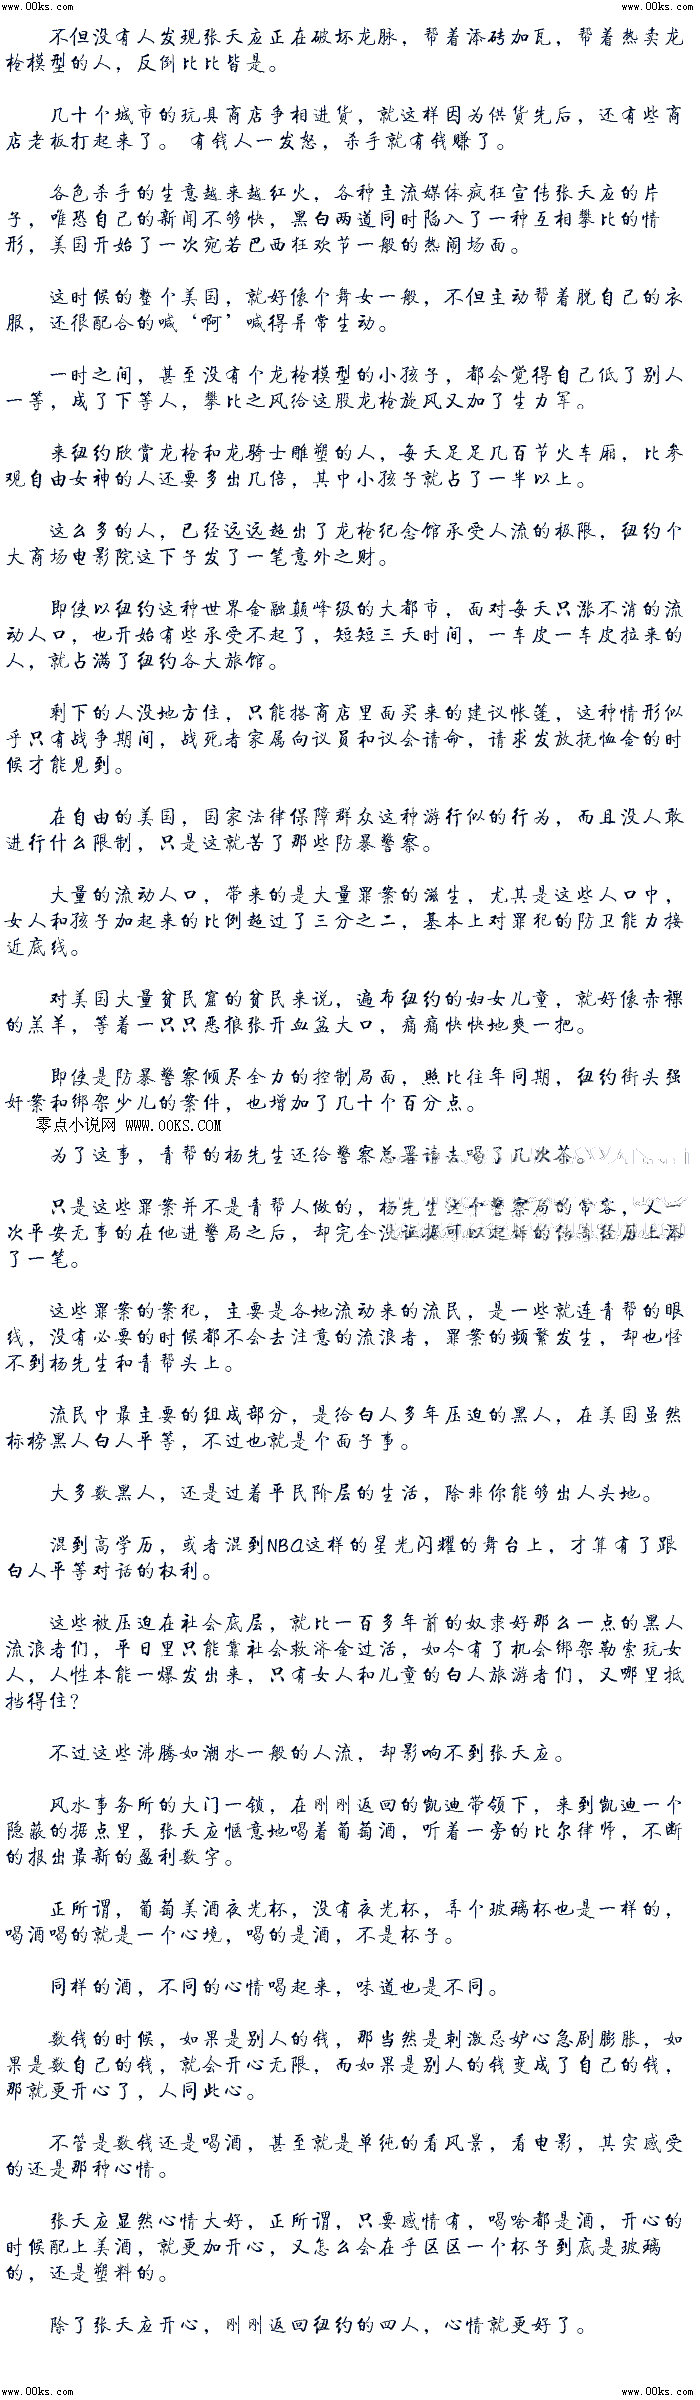 www.00ks.com www.00ks.com
不但没有人发现张天应正在破坏龙脉，帮着添砖加瓦，帮着热卖龙
枪模型的人，反倒比比皆是。
几十个城市的玩具商店争相进货，就这样因为供货先后，还有些商
店老板打起来了。 有钱人一发怒，杀手就有钱赚了。
各色杀手的生意越来越红火，各种主流媒体疯狂宣传张天应的片
子，唯恐自己的新闻不够快，黑白两道同时陷入了一种互相攀比的情
形，美国开始了一次宛若巴西狂欢节一般的热闹场面。
这时候的整个美国，就好像个舞女一般，不但主动帮着脱自己的衣
服，还很配合的喊‘啊’喊得异常生动。
一时之间，甚至没有个龙枪模型的小孩子，都会觉得自己低了别人
一等，成了下等人，攀比之风给这股龙枪旋风又加了生力军。
来纽约欣赏龙枪和龙骑士雕塑的人，每天足足几百节火车厢，比参
观自由女神的人还要多出几倍，其中小孩子就占了一半以上。
这么多的人，已经远远超出了龙枪纪念馆承受人流的极限，纽约个
大商场电影院这下子发了一笔意外之财。
即使以纽约这种世界金融巅峰级的大都市，面对每天只涨不消的流
动人口，也开始有些承受不起了，短短三天时间，一车皮一车皮拉来的
人，就占满了纽约各大旅馆。
剩下的人没地方住，只能搭商店里面买来的建议帐篷，这种情形似
乎只有战争期间，战死者家属向议员和议会请命，请求发放抚恤金的时
候才能见到。
在自由的美国，国家法律保障群众这种游行似的行为，而且没人敢
进行什么限制，只是这就苦了那些防暴警察。
大量的流动人口，带来的是大量罪案的滋生，尤其是这些人口中，
女人和孩子加起来的比例超过了三分之二，基本上对罪犯的防卫能力接
近底线。
对美国大量贫民窟的贫民来说，遍布纽约的妇女儿童，就好像赤裸
的羔羊，等着一只只恶狼张开血盆大口，痛痛快快地爽一把。
即使是防暴警察倾尽全力的控制局面，照比往年同期，纽约街头强
奸案和绑架少儿的案件，也增加了几十个百分点。
零点小说网 www.00KS.COM
为了这事，青帮的杨先生还给警察总署请去喝了几次茶。
只是这些罪案并不是青帮人做的，杨先生这个警察局的常客，又一
次平安无事的在他进警局之后，却完全没证据可以起诉的传奇经历上添
了一笔。
这些罪案的案犯，主要是各地流动来的流民，是一些就连青帮的眼
线，没有必要的时候都不会去注意的流浪者，罪案的频繁发生，却也怪
不到杨先生和青帮头上。
流民中最主要的组成部分，是给白人多年压迫的黑人，在美国虽然
标榜黑人白人平等，不过也就是个面子事。
大多数黑人，还是过着平民阶层的生活，除非你能够出人头地。
混到高学历，或者混到NBA这样的星光闪耀的舞台上，才算有了跟
白人平等对话的权利。
这些被压迫在社会底层，就比一百多年前的奴隶好那么一点的黑人
流浪者们，平日里只能靠社会救济金过活，如今有了机会绑架勒索玩女
人，人性本能一爆发出来，只有女人和儿童的白人旅游者们，又哪里抵
挡得住？
不过这些沸腾如潮水一般的人流，却影响不到张天应。
风水事务所的大门一锁，在刚刚返回的凯迪带领下，来到凯迪一个
隐蔽的据点里，张天应惬意地喝着葡萄酒，听着一旁的比尔律师，不断
的报出最新的盈利数字。
正所谓，葡萄美酒夜光杯，没有夜光杯，弄个玻璃杯也是一样的，
喝酒喝的就是一个心境，喝的是酒，不是杯子。
同样的酒，不同的心情喝起来，味道也是不同。
数钱的时候，如果是别人的钱，那当然是刺激忌妒心急剧膨胀，如
果是数自己的钱，就会开心无限，而如果是别人的钱变成了自己的钱，
那就更开心了，人同此心。
不管是数钱还是喝酒，甚至就是单纯的看风景，看电影，其实感受
的还是那种心情。
张天应显然心情大好，正所谓，只要感情有，喝啥都是酒，开心的
时候配上美酒，就更加开心，又怎么会在乎区区一个杯子到底是玻璃
的，还是塑料的。
除了张天应开心，刚刚返回纽约的四人，心情就更好了。
www.00ks.com www.00ks.com